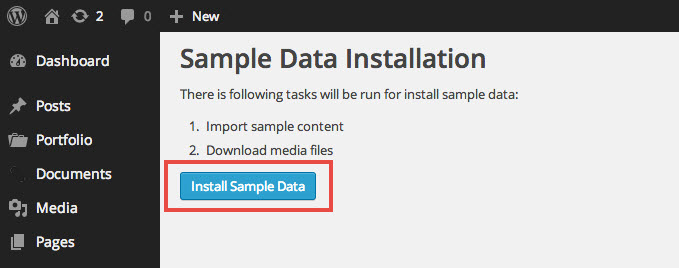 2 0 + New
Dashboard
Posts
Portfolio
Documents
Media
Pages
Sample Data Installation
There is following tasks will be run for install sample data:
1. Import sample content
2. Download media files
Install Sample Data